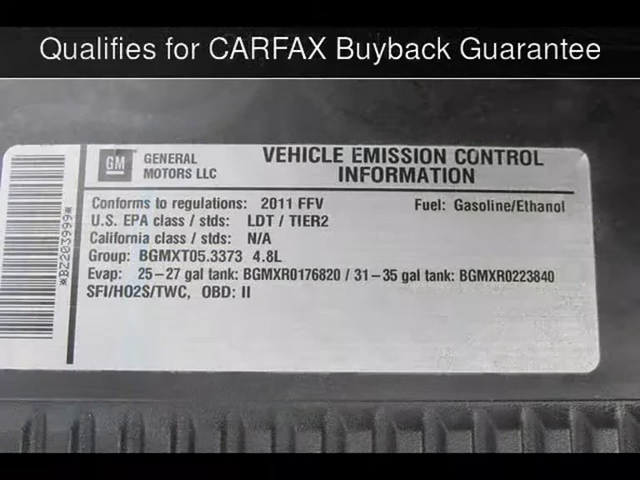 Qualifies for CARFAX Buyback Guarantee
GM
GENERAL
MOTORS LLC
VEHICLE EMISSION CONTROL
INFORMATION
Conforms to regulations: 2011 FFV
Fuel: Gasoline/Ethanol
U.S. EPA class / stds: LDT / TIER2
California class / stds: N/A
Group: BGMXT05.3373 4.8L
Evap: 25-27 gal tank: BGMXR0176820 / 31-35 gal tank: BGMXR0223840
SFI/HO2S/TWC, OBD: II
*BZ203999*